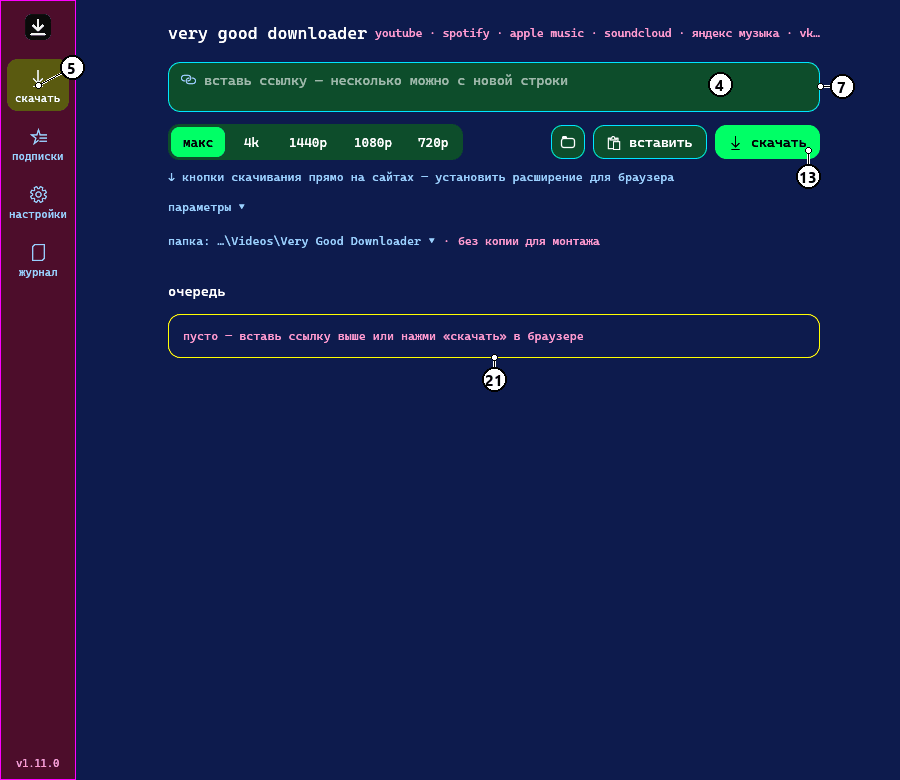 very good downloader youtube · spotify · apple music · soundcloud · яндекс музыка · vk…
5
скачать
вставь ссылку — несколько можно с новой строки
4
7
макс 4k 1440p 1080p 720p вставить скачать
13
подписки
↓ кнопки скачивания прямо на сайтах — установить расширение для браузера
параметры ▼
настройки
папка: …\Videos\Very Good Downloader ▼ · без копии для монтажа
журнал
очередь
пусто — вставь ссылку выше или нажми «скачать» в браузере
21
v1.11.0